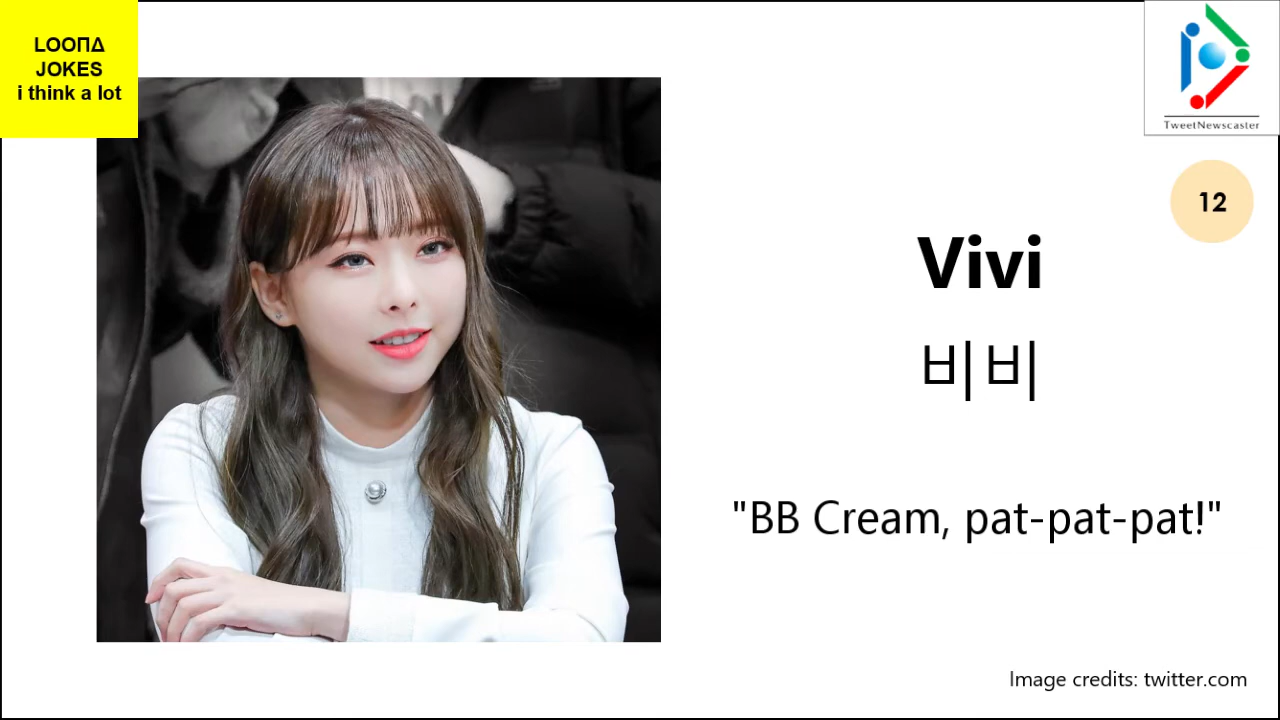 LOOΠΔ
JOKES
i think a lot
TweetNewscaster
12
Vivi
비비
"BB Cream, pat-pat-pat!"
Image credits: twitter.com